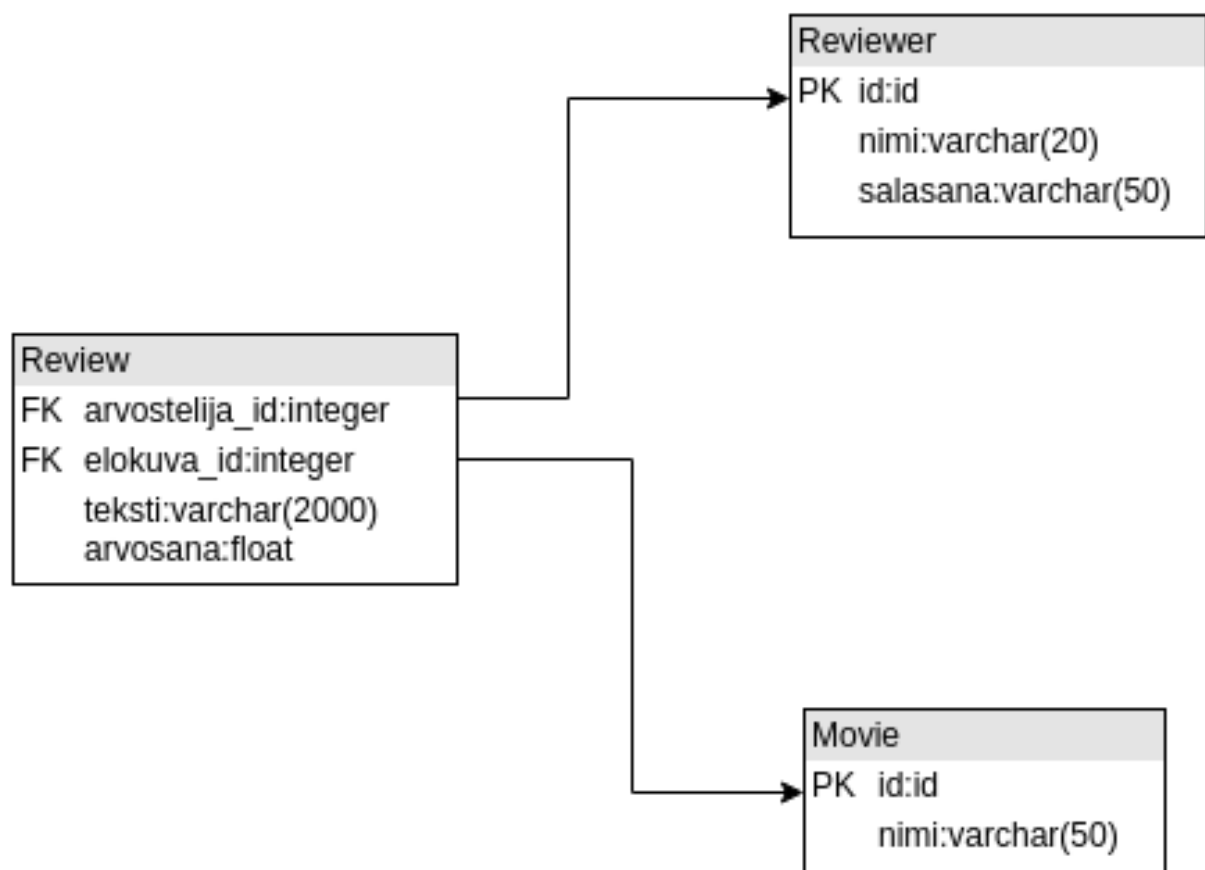 Reviewer
PK id:id
nimi:varchar(20)
salasana:varchar(50)
Review
FK arvostelija_id:integer
FK elokuva_id:integer
teksti:varchar(2000)
arvosana:float
Movie
PK id:id
nimi:varchar(50)